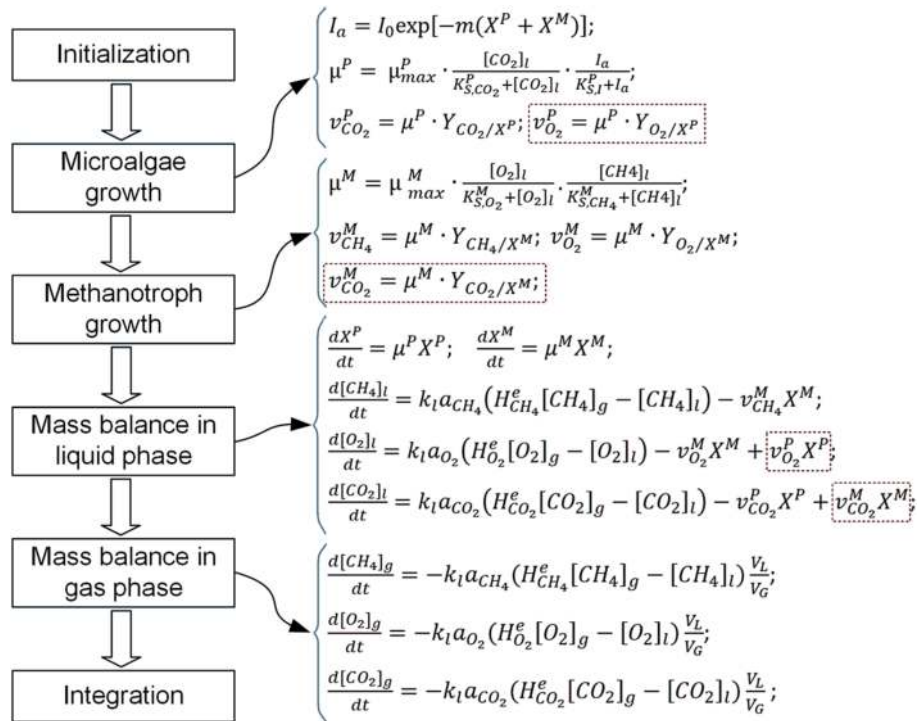 Initialization
Microalgae
growth
Methanotroph
growth
Mass balance in
liquid phase
Mass balance in
gas phase
Integration
I_a = I_0exp[−m(X^P + X^M)];
μ^P = μ^P_max · [CO_2]_l / (K^P_{S,CO_2}+[CO_2]_l) · I_a / (K^P_{S,I}+I_a);
v^P_{CO_2} = μ^P · Y_{CO_2/X^P}; v^P_{O_2} = μ^P · Y_{O_2/X^P}
μ^M = μ^M_max · [O_2]_l / (K^M_{S,O_2}+[O_2]_l) · [CH4]_l / (K^M_{S,CH_4}+[CH4]_l);
v^M_{CH_4} = μ^M · Y_{CH_4/X^M}; v^M_{O_2} = μ^M · Y_{O_2/X^M};
v^M_{CO_2} = μ^M · Y_{CO_2/X^M};
dX^P/dt = μ^P X^P; dX^M/dt = μ^M X^M;
d[CH_4]_l/dt = k_l a_{CH_4}(H^e_{CH_4}[CH_4]_g − [CH_4]_l) − v^M_{CH_4} X^M;
d[O_2]_l/dt = k_l a_{O_2}(H^e_{O_2}[O_2]_g − [O_2]_l) − v^M_{O_2} X^M + v^P_{O_2} X^P;
d[CO_2]_l/dt = k_l a_{CO_2}(H^e_{CO_2}[CO_2]_g − [CO_2]_l) − v^P_{CO_2} X^P + v^M_{CO_2} X^M;
d[CH_4]_g/dt = −k_l a_{CH_4}(H^e_{CH_4}[CH_4]_g − [CH_4]_l) V_L/V_G;
d[O_2]_g/dt = −k_l a_{O_2}(H^e_{O_2}[O_2]_g − [O_2]_l) V_L/V_G;
d[CO_2]_g/dt = −k_l a_{CO_2}(H^e_{CO_2}[CO_2]_g − [CO_2]_l) V_L/V_G;